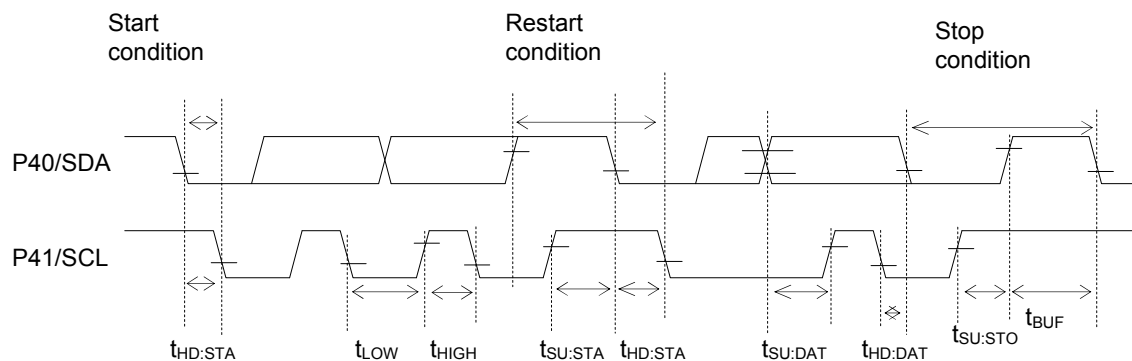 Start
condition
Restart
condition
Stop
condition
P40/SDA
P41/SCL
tHD:STA
tLOW
tHIGH
tSU:STA
tHD:STA
tSU:DAT
tHD:DAT
tSU:STO
tBUF